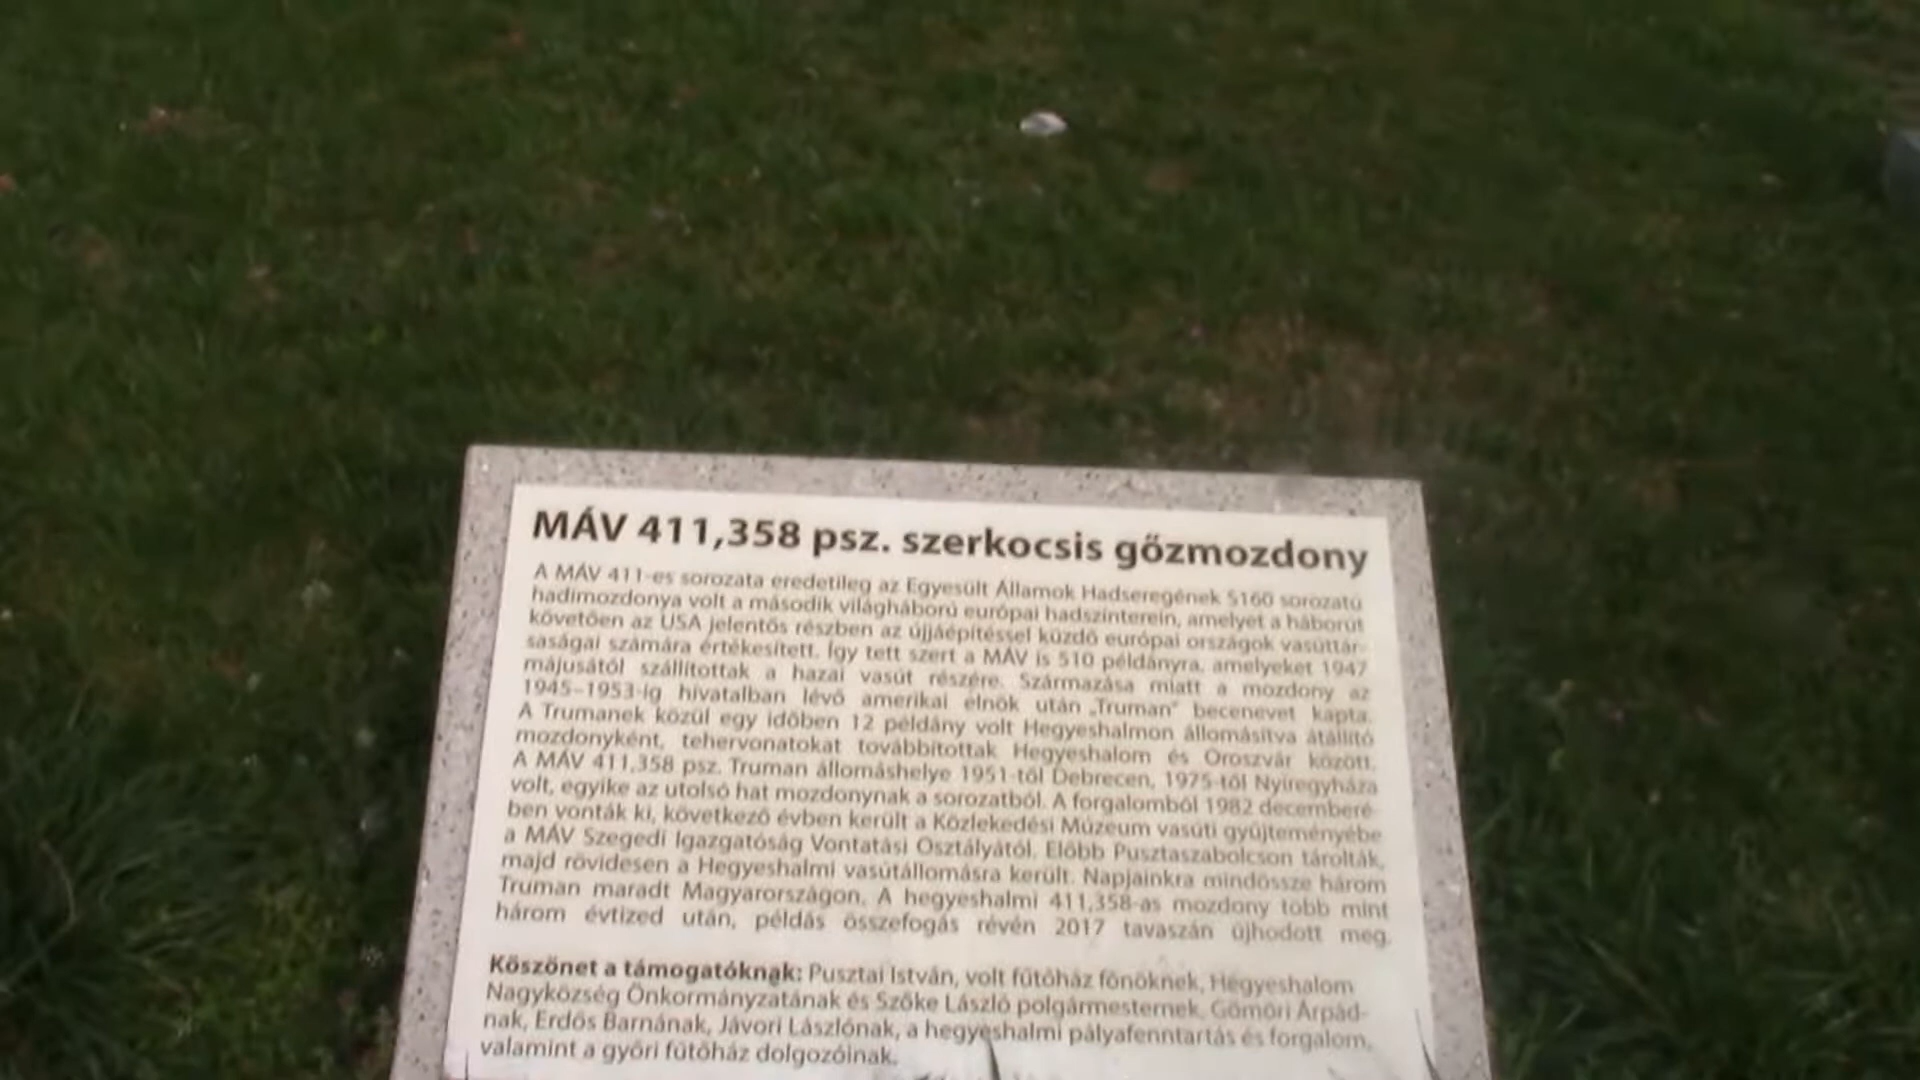 MÁV 411,358 psz. szerkocsis gőzmozdony
A MÁV 411-es sorozata eredetileg az Egyesült Államok Hadseregének S160 sorozatú
hadimozdonya volt a második világháború európai hadszínterein, amelyet a háborút
követően az USA jelentős részben az újjáépítéssel küzdő európai országok vasúttár-
saságai számára értékesített. Így tett szert a MÁV is 510 példányra, amelyeket 1947
májusától szállítottak a hazai vasút részére. Származása miatt a mozdony az
1945–1953-ig hivatalban lévő amerikai elnök után „Truman" becenevet kapta.
A Trumanek közül egy időben 12 példány volt Hegyeshalmon állomásítva átállító
mozdonyként, tehervonatokat továbbítottak Hegyeshalom és Oroszvár között.
A MÁV 411,358 psz. Truman állomáshelye 1951-től Debrecen, 1975-től Nyíregyháza
volt, egyike az utolsó hat mozdonynak a sorozatból. A forgalomból 1982 decemberé-
ben vonták ki, következő évben került a Közlekedési Múzeum vasúti gyűjteményébe
a MÁV Szegedi Igazgatóság Vontatási Osztályától. Előbb Pusztaszabolcson tárolták,
majd rövidesen a Hegyeshalmi vasútállomásra került. Napjainkra mindössze három
Truman maradt Magyarországon. A hegyeshalmi 411,358-as mozdony több mint
három évtized után, példás összefogás révén 2017 tavaszán újhodott meg.
Köszönet a támogatóknak: Pusztai István, volt fűtőház főnöknek, Hegyeshalom
Nagyközség Önkormányzatának és Szőke László polgármesternek, Gömöri Árpád-
nak, Erdős Barnának, Jávori Lászlónak, a hegyeshalmi pályafenntartás és forgalom,
valamint a győri fűtőház dolgozóinak.